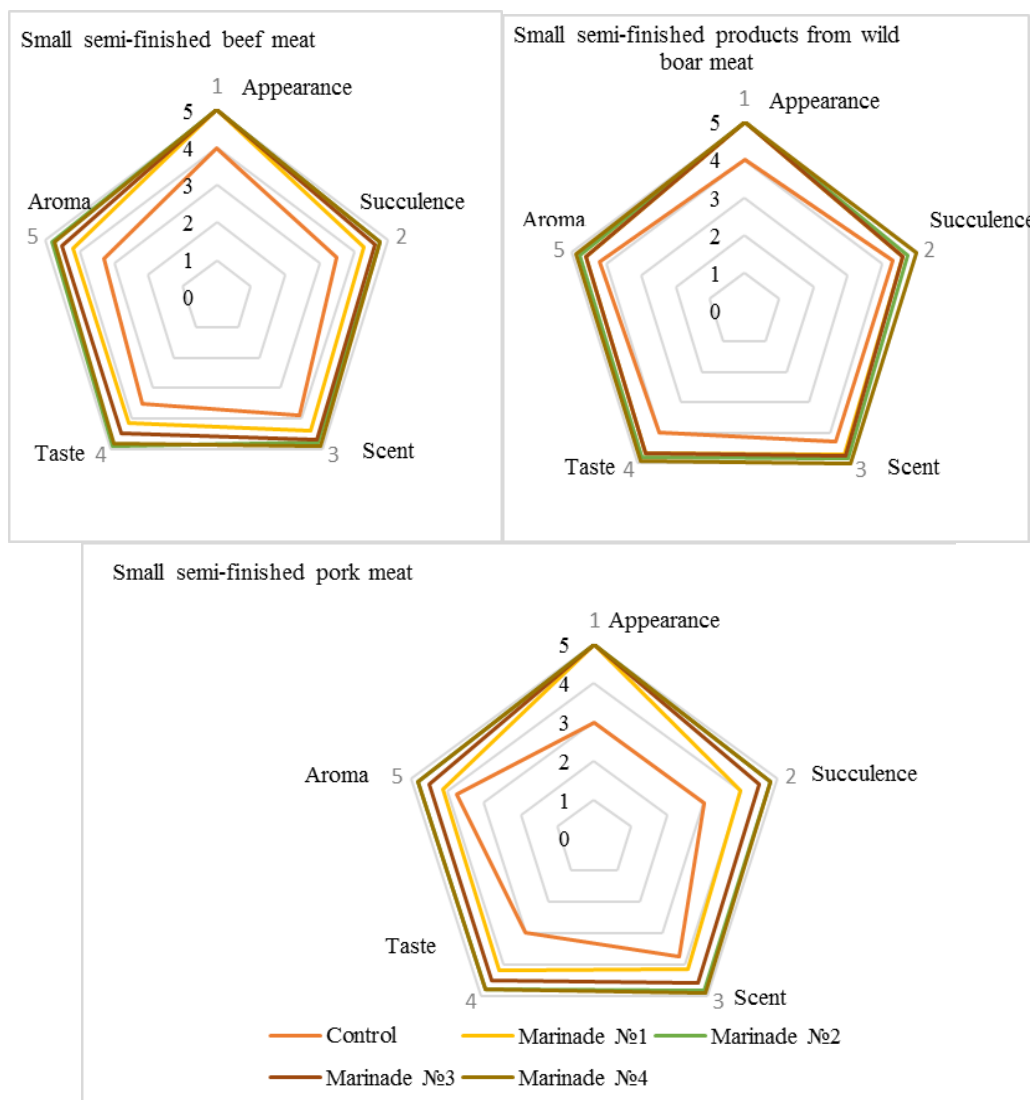 Small semi-finished beef meat
1 Appearance
5
4
3
2
1
0
Succulence
2
Scent
3
Taste
4
Aroma
5
Small semi-finished products from wild
boar meat
1
Appearance
5
4
3
2
1
0
Succulence
2
Scent
3
Taste
4
Aroma
5
Small semi-finished pork meat
1 Appearance
5
4
3
2
1
0
2 Succulence
3 Scent
Taste
4
Aroma 5
Control
Marinade №1
Marinade №2
Marinade №3
Marinade №4